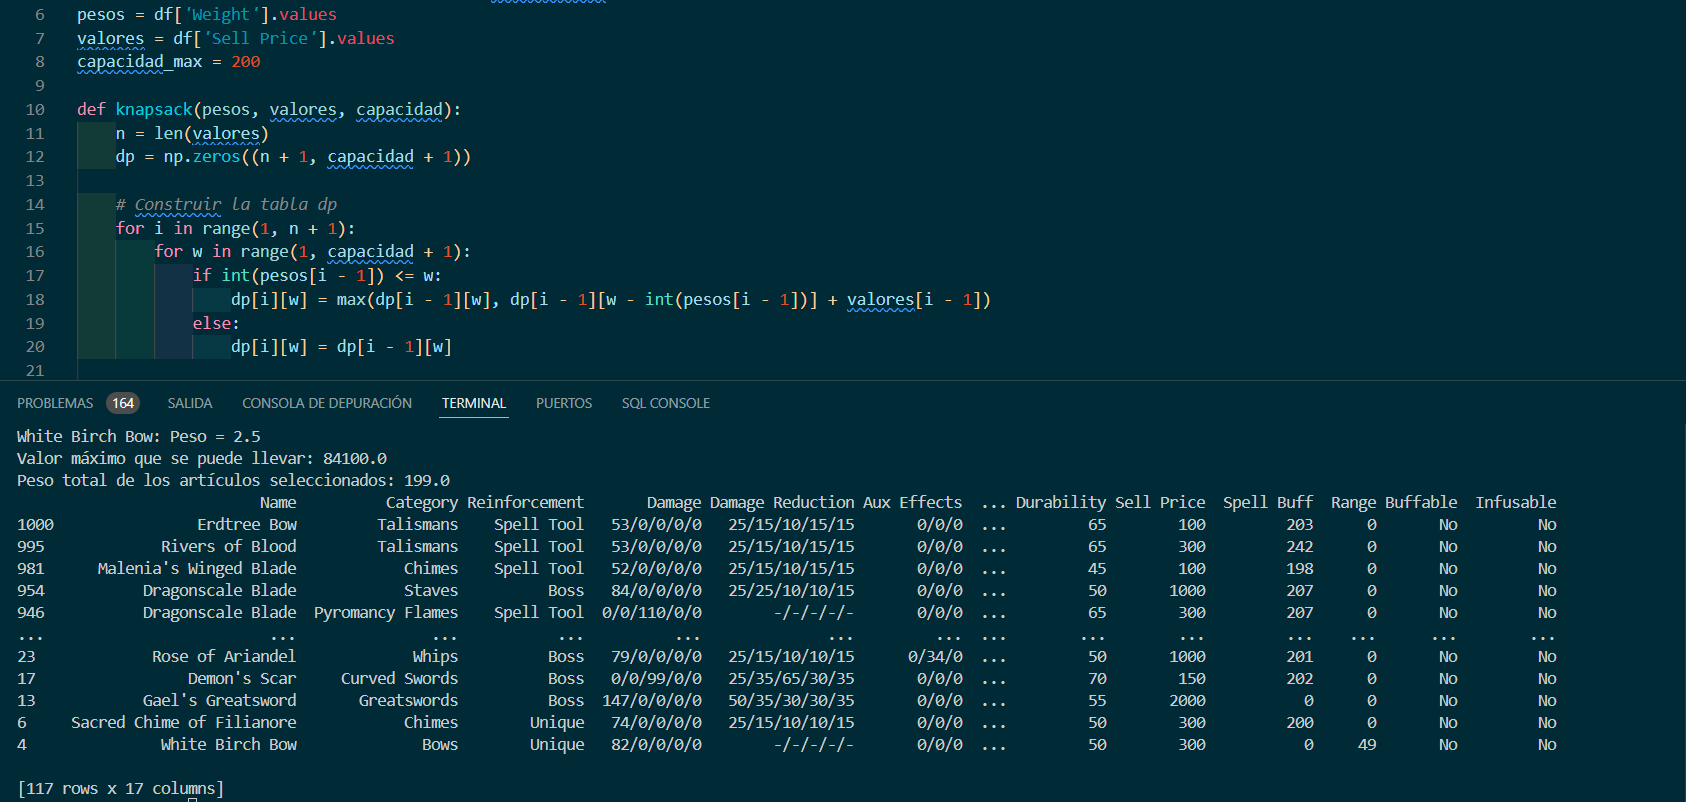 6 pesos = df['Weight'].values
7 valores = df['Sell Price'].values
8 capacidad_max = 200
9
10 def knapsack(pesos, valores, capacidad):
11 n = len(valores)
12 dp = np.zeros((n + 1, capacidad + 1))
13
14 # Construir la tabla dp
15 for i in range(1, n + 1):
16 for w in range(1, capacidad + 1):
17 if int(pesos[i - 1]) <= w:
18 dp[i][w] = max(dp[i - 1][w], dp[i - 1][w - int(pesos[i - 1])] + valores[i - 1])
19 else:
20 dp[i][w] = dp[i - 1][w]
21
PROBLEMAS 164 SALIDA CONSOLA DE DEPURACIÓN TERMINAL PUERTOS SQL CONSOLE
White Birch Bow: Peso = 2.5
Valor máximo que se puede llevar: 84100.0
Peso total de los artículos seleccionados: 199.0
Name Category Reinforcement Damage Damage Reduction Aux Effects ... Durability Sell Price Spell Buff Range Buffable Infusable
1000 Erdtree Bow Talismans Spell Tool 53/0/0/0/0 25/15/10/15/15 0/0/0 ... 65 100 203 0 No No
995 Rivers of Blood Talismans Spell Tool 53/0/0/0/0 25/15/10/15/15 0/0/0 ... 65 300 242 0 No No
981 Malenia's Winged Blade Chimes Spell Tool 52/0/0/0/0 25/15/10/15/15 0/0/0 ... 45 100 198 0 No No
954 Dragonscale Blade Staves Boss 84/0/0/0/0 25/25/10/10/15 0/0/0 ... 50 1000 207 0 No No
946 Dragonscale Blade Pyromancy Flames Spell Tool 0/0/110/0/0 -/-/-/-/- 0/0/0 ... 65 300 207 0 No No
... ... ... ... ... ... ... ... ... ... ... ... ... ...
23 Rose of Ariandel Whips Boss 79/0/0/0/0 25/15/10/10/15 0/34/0 ... 50 1000 201 0 No No
17 Demon's Scar Curved Swords Boss 0/0/99/0/0 25/35/65/30/35 0/0/0 ... 70 150 202 0 No No
13 Gael's Greatsword Greatswords Boss 147/0/0/0/0 50/35/30/30/35 0/0/0 ... 55 2000 0 0 No No
6 Sacred Chime of Filianore Chimes Unique 74/0/0/0/0 25/15/10/10/15 0/0/0 ... 50 300 200 0 No No
4 White Birch Bow Bows Unique 82/0/0/0/0 -/-/-/-/- 0/0/0 ... 50 300 0 49 No No
[117 rows x 17 columns]